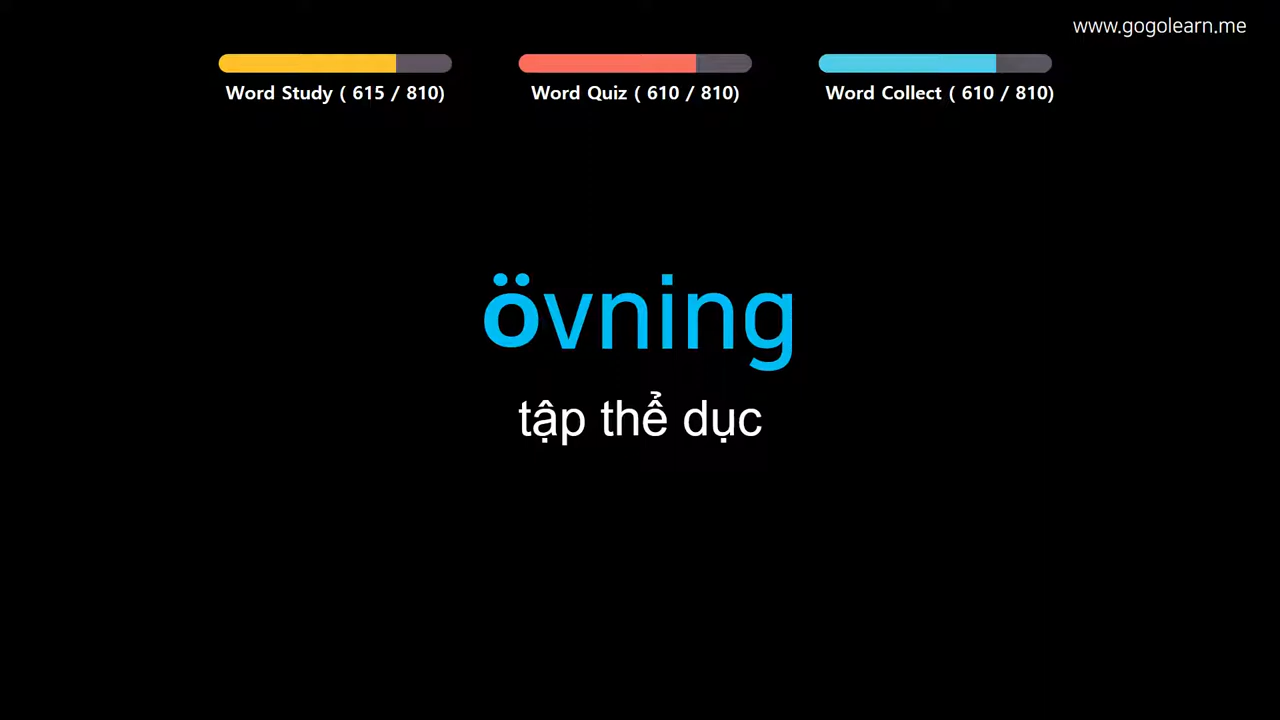 www.gogolearn.me
Word Study ( 615 / 810)
Word Quiz ( 610 / 810)
Word Collect ( 610 / 810)
övning
tập thể dục